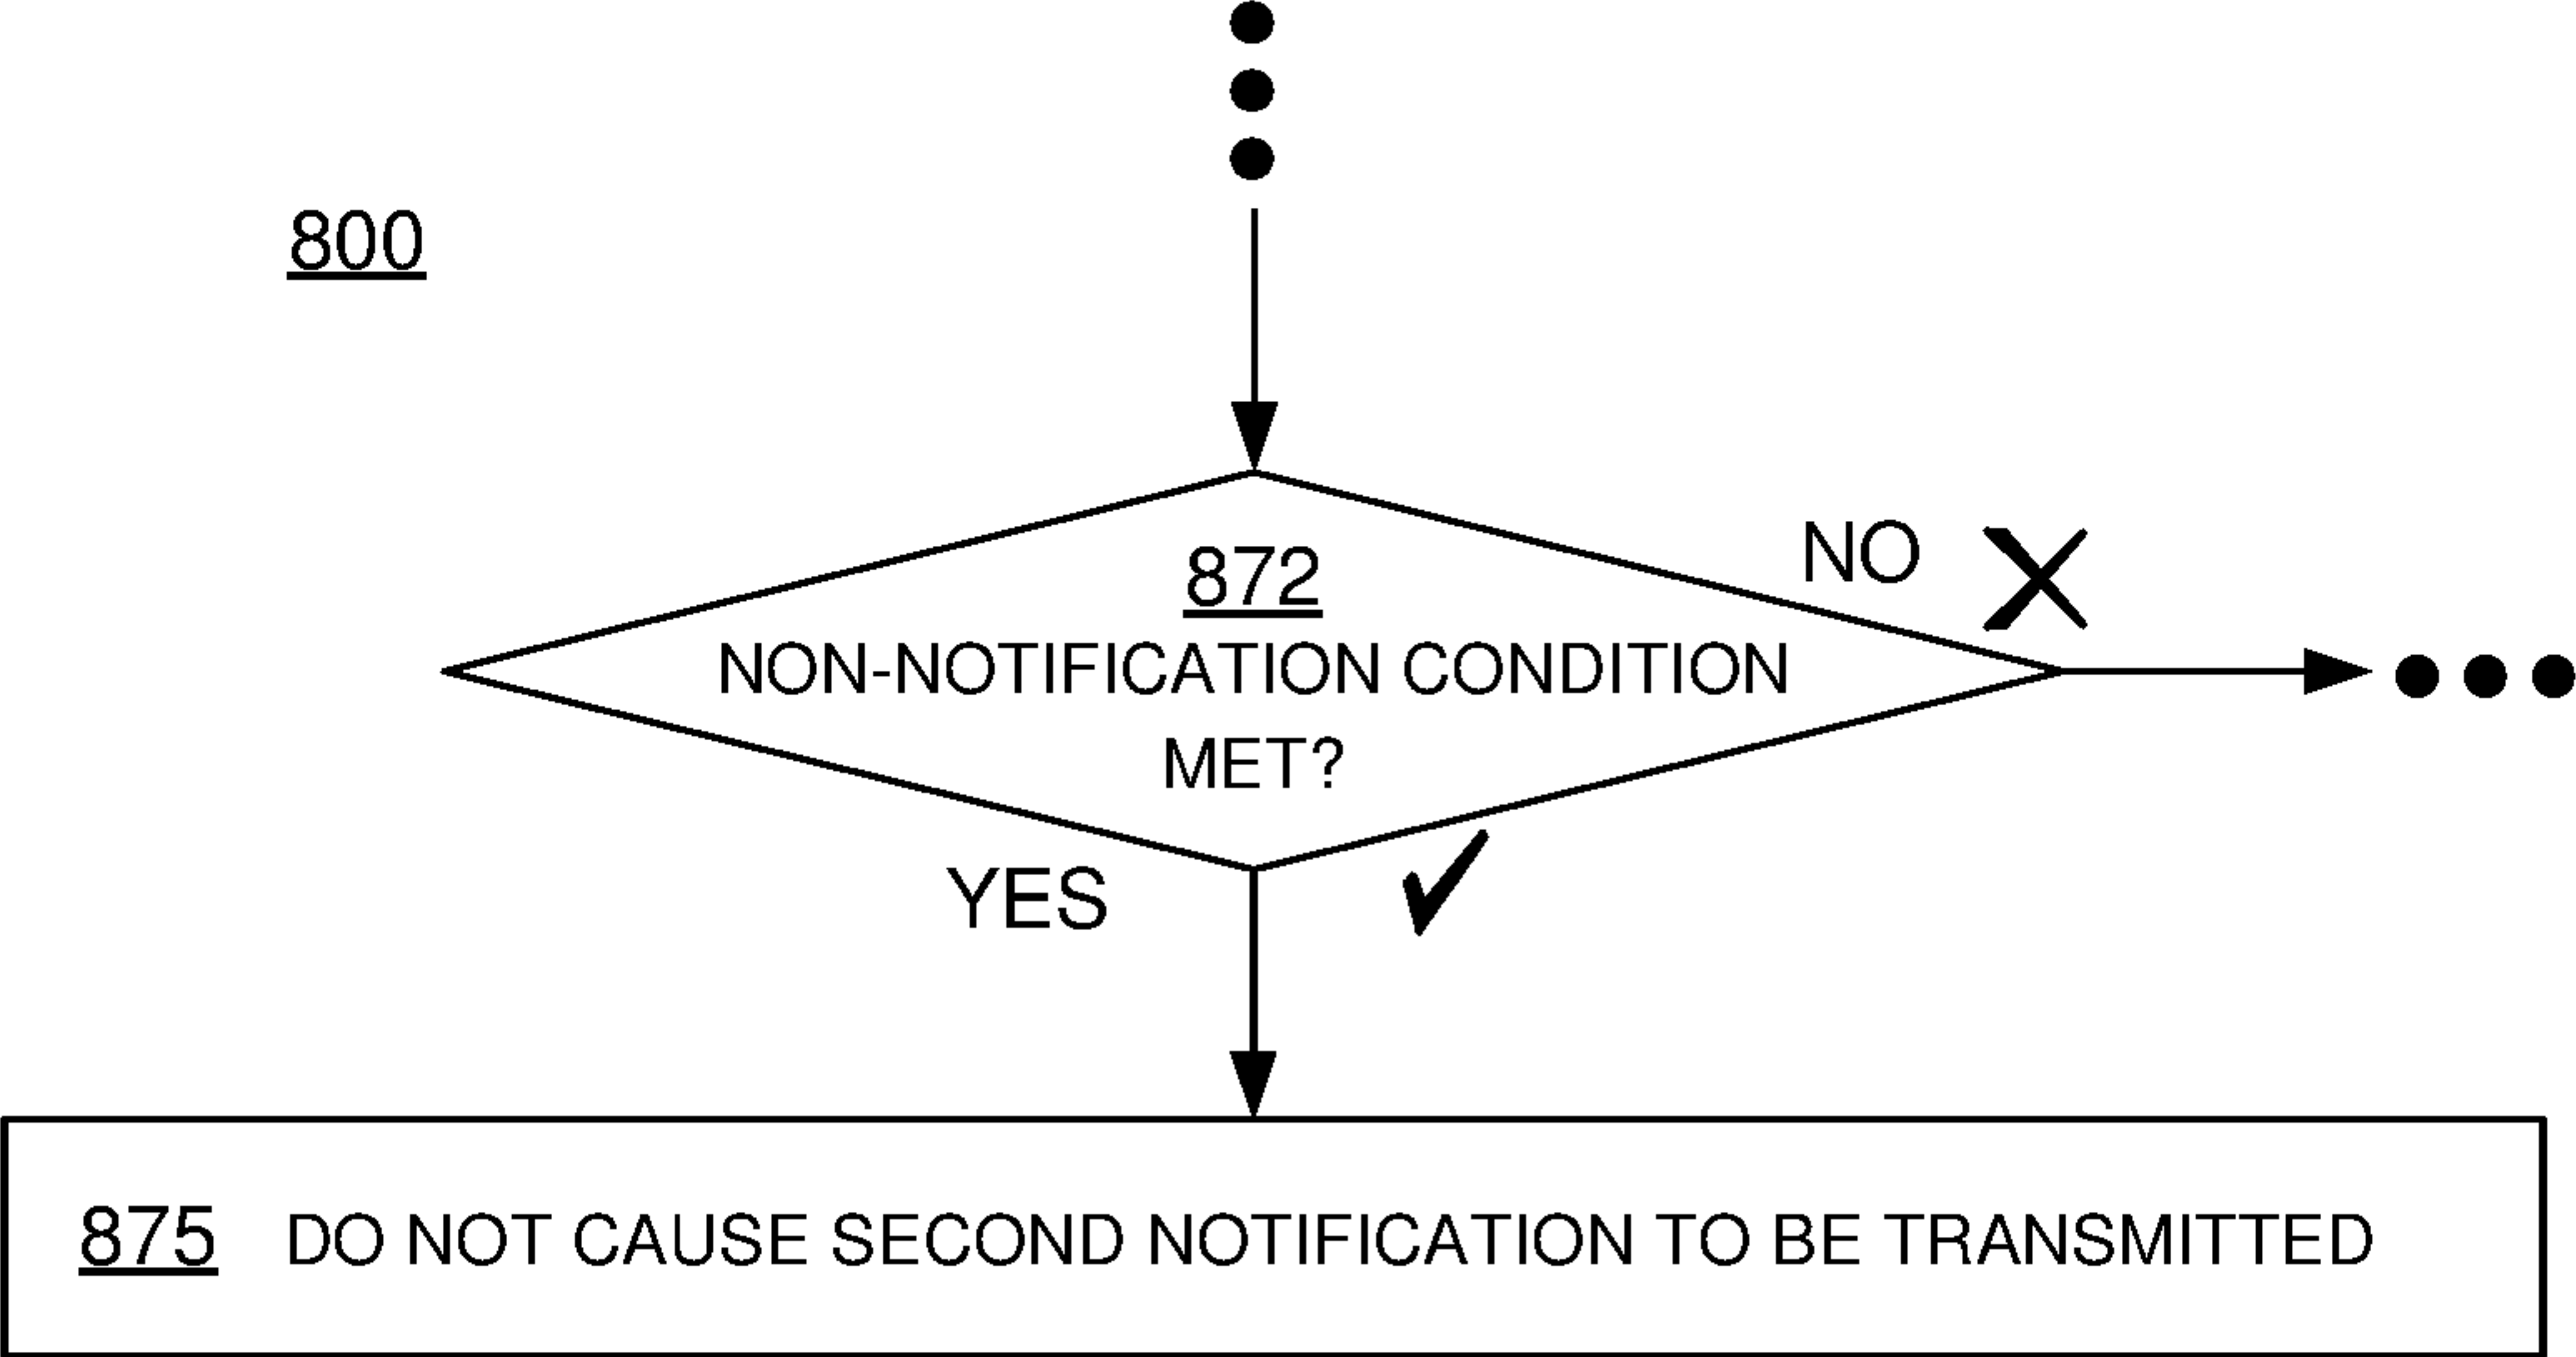 800
872
NO
NON-NOTIFICATION CONDITION
MET?
YES
875 DO NOT CAUSE SECOND NOTIFICATION TO BE TRANSMITTED